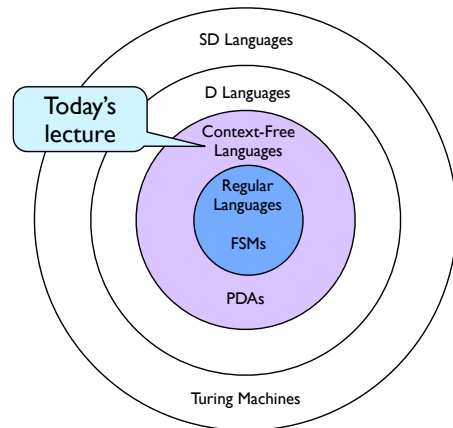 SD Languages
D Languages
Today's
lecture
Context-Free
Languages
Regular
Languages
FSMs
PDAs
Turing Machines